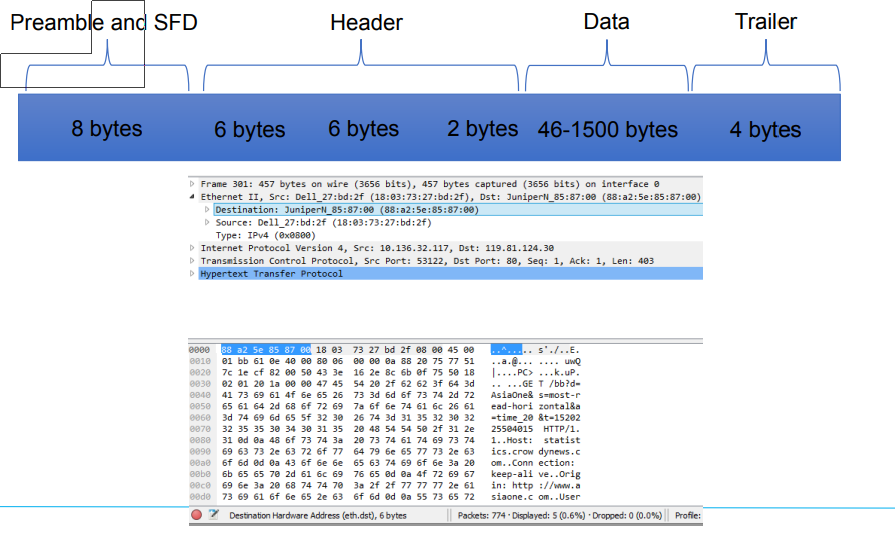 Preamble and SFD Header Data Trailer
8 bytes 6 bytes 6 bytes 2 bytes 46-1500 bytes 4 bytes
Frame 301: 457 bytes on wire (3656 bits), 457 bytes captured (3656 bits) on interface 0
Ethernet II, Src: Dell_27:bd:2f (18:03:73:27:bd:2f), Dst: JuniperN_85:87:00 (88:a2:5e:85:87:00)
Destination: JuniperN_85:87:00 (88:a2:5e:85:87:00)
Source: Dell_27:bd:2f (18:03:73:27:bd:2f)
Type: IPv4 (0x0800)
Internet Protocol Version 4, Src: 10.136.32.117, Dst: 119.81.124.30
Transmission Control Protocol, Src Port: 53122, Dst Port: 80, Seq: 1, Ack: 1, Len: 403
Hypertext Transfer Protocol
0000 88 a2 5e 85 87 00 18 03 73 27 bd 2f 08 00 45 00 ..^..... s'./..E.
0010 01 bb 61 0e 40 00 80 06 00 00 0a 88 20 75 77 51 ..a.@... .... uwQ
0020 7c 1e cf 82 00 50 43 3e 16 2e 8c 6b 0f 75 50 18 |....PC> ...k.uP.
0030 02 01 20 1a 00 00 47 45 54 20 2f 62 62 3f 64 3d .. ...GE T /bb?d=
0040 41 73 69 61 4f 6e 65 26 73 3d 6d 6f 73 74 2d 72 AsiaOne& s=most-r
0050 65 61 64 2d 68 6f 72 69 7a 6f 6e 74 61 6c 26 61 ead-hori zontal&a
0060 3d 74 69 6d 65 5f 32 30 26 74 3d 31 35 32 30 32 =time_20 &t=15202
0070 32 35 35 30 34 30 31 35 20 48 54 54 50 2f 31 2e 25504015 HTTP/1.
0080 31 0d 0a 48 6f 73 74 3a 20 73 74 61 74 69 73 74 1..Host: statist
0090 69 63 73 2e 63 72 6f 77 64 79 6e 65 77 73 2e 63 ics.crow dynews.c
00a0 6f 6d 0d 0a 43 6f 6e 6e 65 63 74 69 6f 6e 3a 20 om..Conn ection:
00b0 6b 65 65 70 2d 61 6c 69 76 65 0d 0a 4f 72 69 67 keep-ali ve..Orig
00c0 69 6e 3a 20 68 74 74 70 3a 2f 2f 77 77 77 2e 61 in: http ://www.a
00d0 73 69 61 6f 6e 65 2e 63 6f 6d 0d 0a 55 73 65 72 siaone.c om..User
Destination Hardware Address (eth.dst), 6 bytes Packets: 774 · Displayed: 5 (0.6%) · Dropped: 0 (0.0%) Profile: